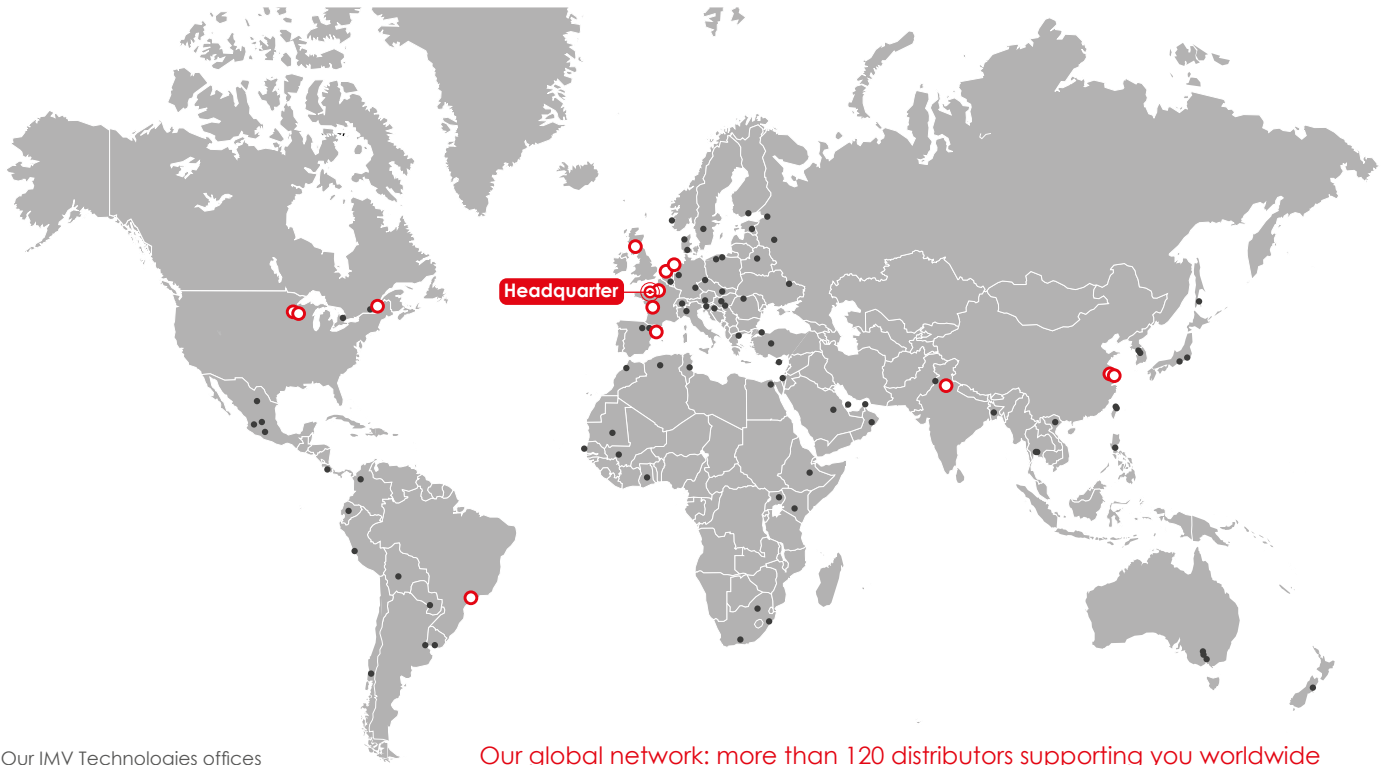 Headquarter
Our IMV Technologies offices
Our global network: more than 120 distributors supporting you worldwide